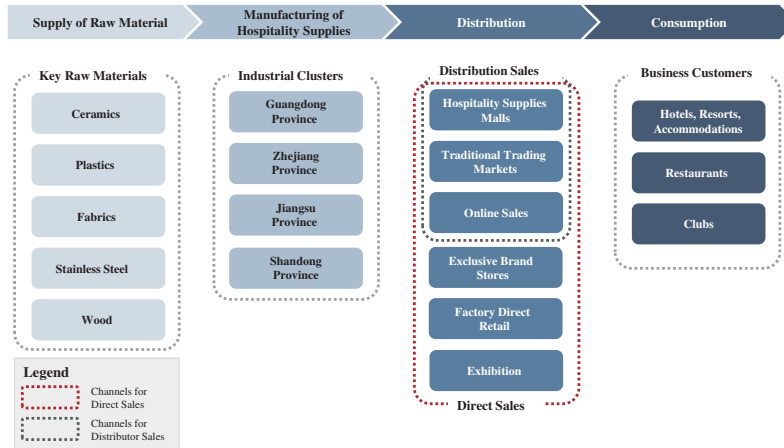 Supply of Raw Material
Manufacturing of
Hospitality Supplies
Distribution
Consumption
Key Raw Materials
Ceramics
Plastics
Fabrics
Stainless Steel
Wood
Industrial Clusters
Guangdong
Province
Zhejiang
Province
Jiangsu
Province
Shandong
Province
Distribution Sales
Hospitality Supplies
Malls
Traditional Trading
Markets
Online Sales
Exclusive Brand
Stores
Factory Direct
Retail
Exhibition
Direct Sales
Business Customers
Hotels, Resorts,
Accommodations
Restaurants
Clubs
Legend
Channels for
Direct Sales
Channels for
Distributor Sales